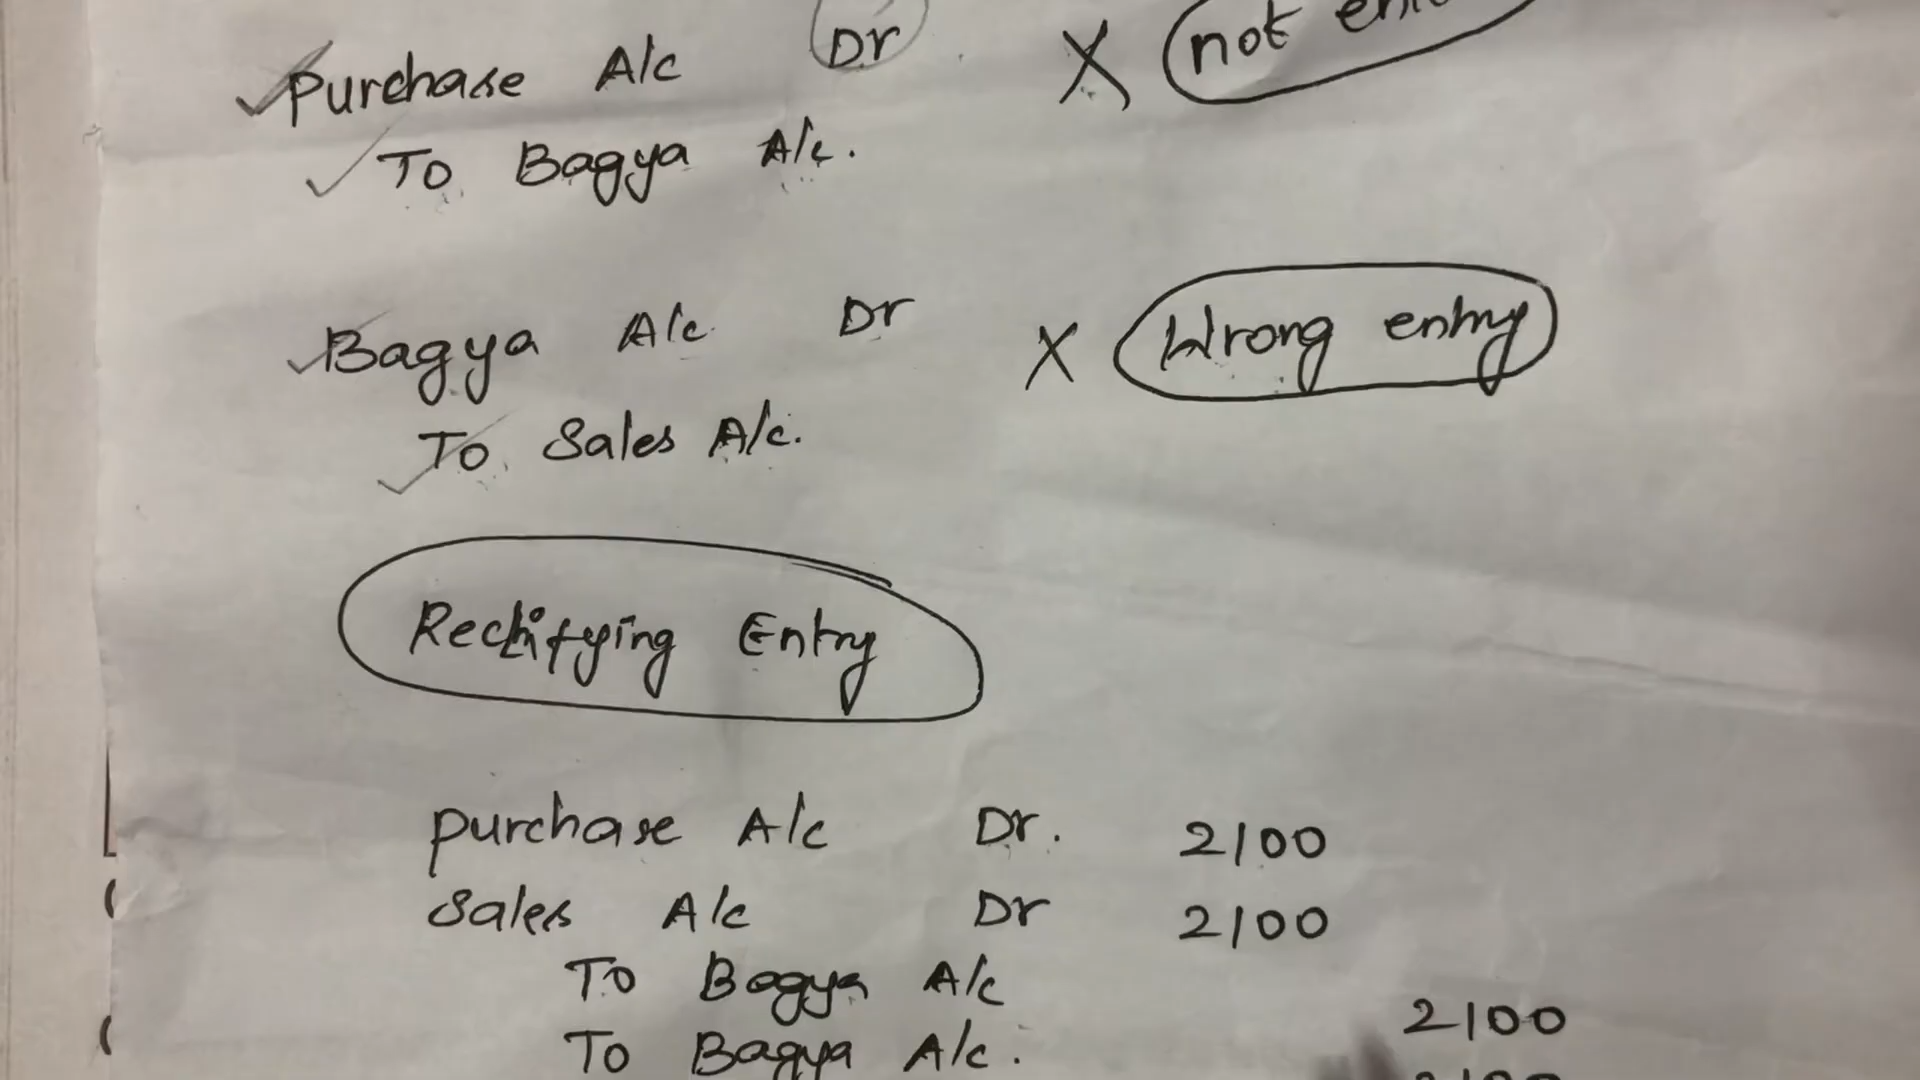 Purchase A/c Dr X not
To Bagya A/c.
Bagya A/c Dr X Wrong entry
To Sales A/c.
Rectifying Entry
purchase A/c Dr. 2100
Sales A/c Dr 2100
To Bagya A/c 2100
To Bagya A/c.